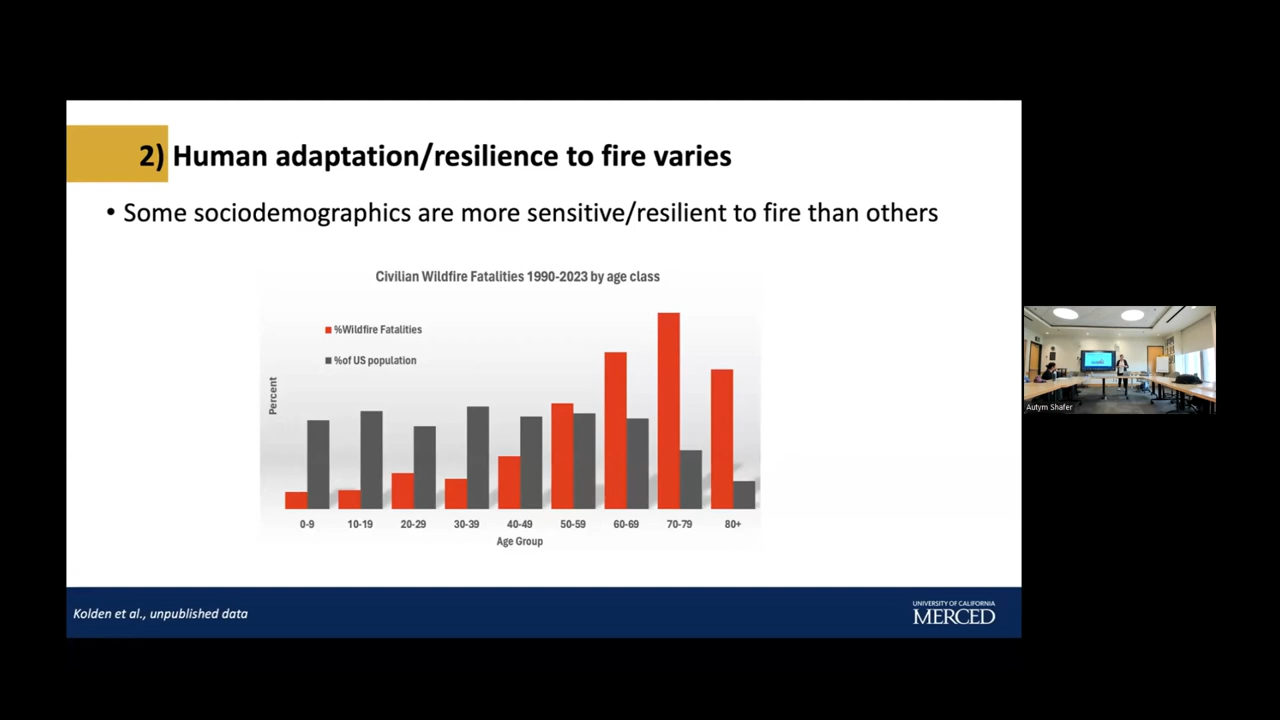 2) Human adaptation/resilience to fire varies
• Some sociodemographics are more sensitive/resilient to fire than others
Civilian Wildfire Fatalities 1990-2023 by age class
%Wildfire Fatalities
%of US population
Percent
0-9 10-19 20-29 30-39 40-49 50-59 60-69 70-79 80+
Age Group
Kolden et al., unpublished data
UNIVERSITY OF CALIFORNIA
MERCED
Autym Shafer